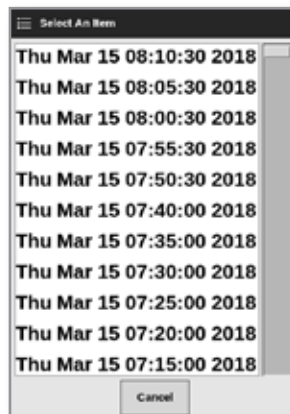 Select An Item
Thu Mar 15 08:10:30 2018
Thu Mar 15 08:05:30 2018
Thu Mar 15 08:00:30 2018
Thu Mar 15 07:55:30 2018
Thu Mar 15 07:50:30 2018
Thu Mar 15 07:40:00 2018
Thu Mar 15 07:35:00 2018
Thu Mar 15 07:30:00 2018
Thu Mar 15 07:25:00 2018
Thu Mar 15 07:20:00 2018
Thu Mar 15 07:15:00 2018
Cancel